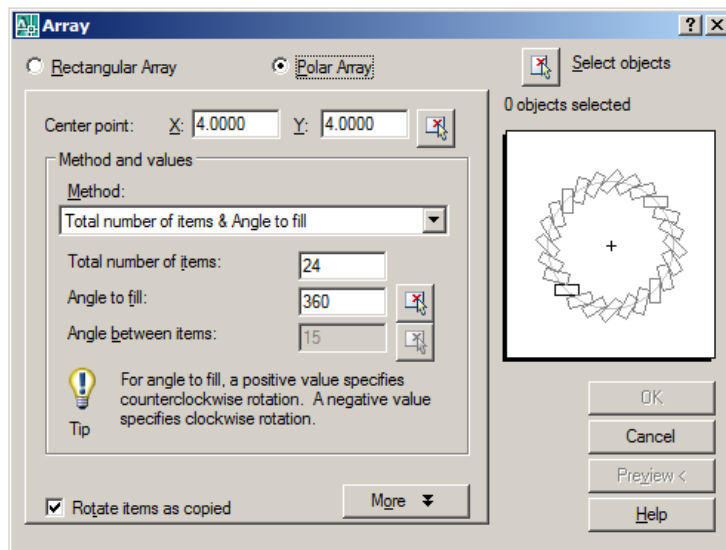 Array
Rectangular Array
Polar Array
Select objects
0 objects selected
Center point: X: 4.0000 Y: 4.0000
Method and values
Method:
Total number of items & Angle to fill
Total number of items: 24
Angle to fill: 360
Angle between items: 15
For angle to fill, a positive value specifies
counterclockwise rotation. A negative value
specifies clockwise rotation.
Tip
Rotate items as copied
More
OK
Cancel
Preview <
Help